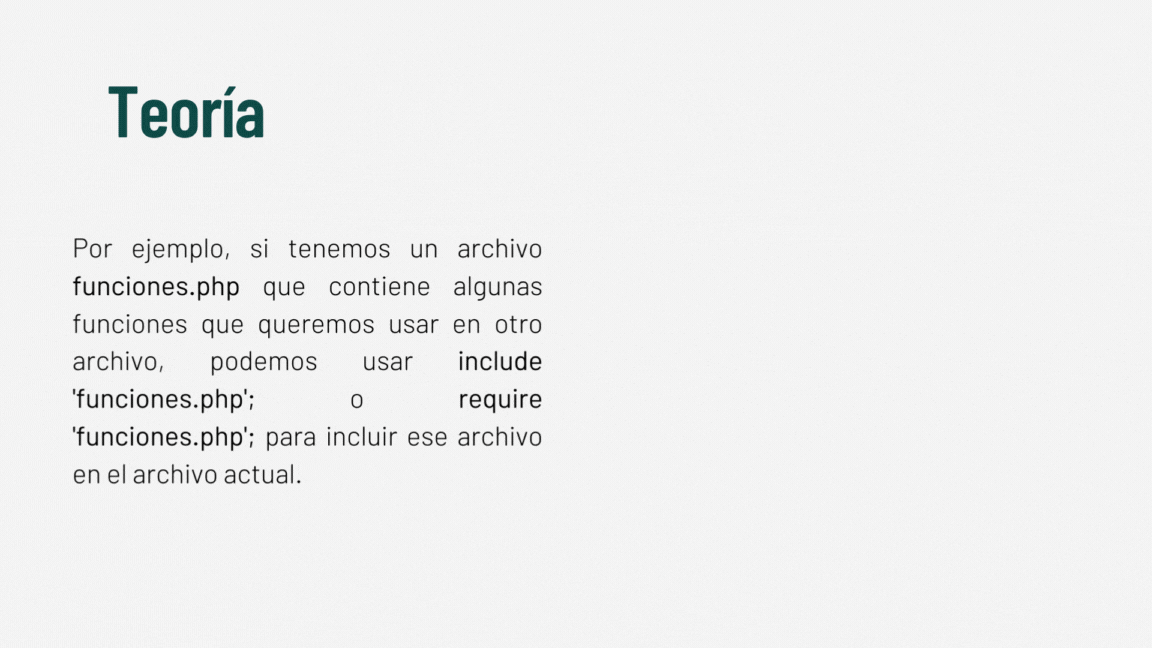 Teoría
Por ejemplo, si tenemos un archivo
funciones.php que contiene algunas
funciones que queremos usar en otro
archivo, podemos usar include
'funciones.php'; o require
'funciones.php'; para incluir ese archivo
en el archivo actual.